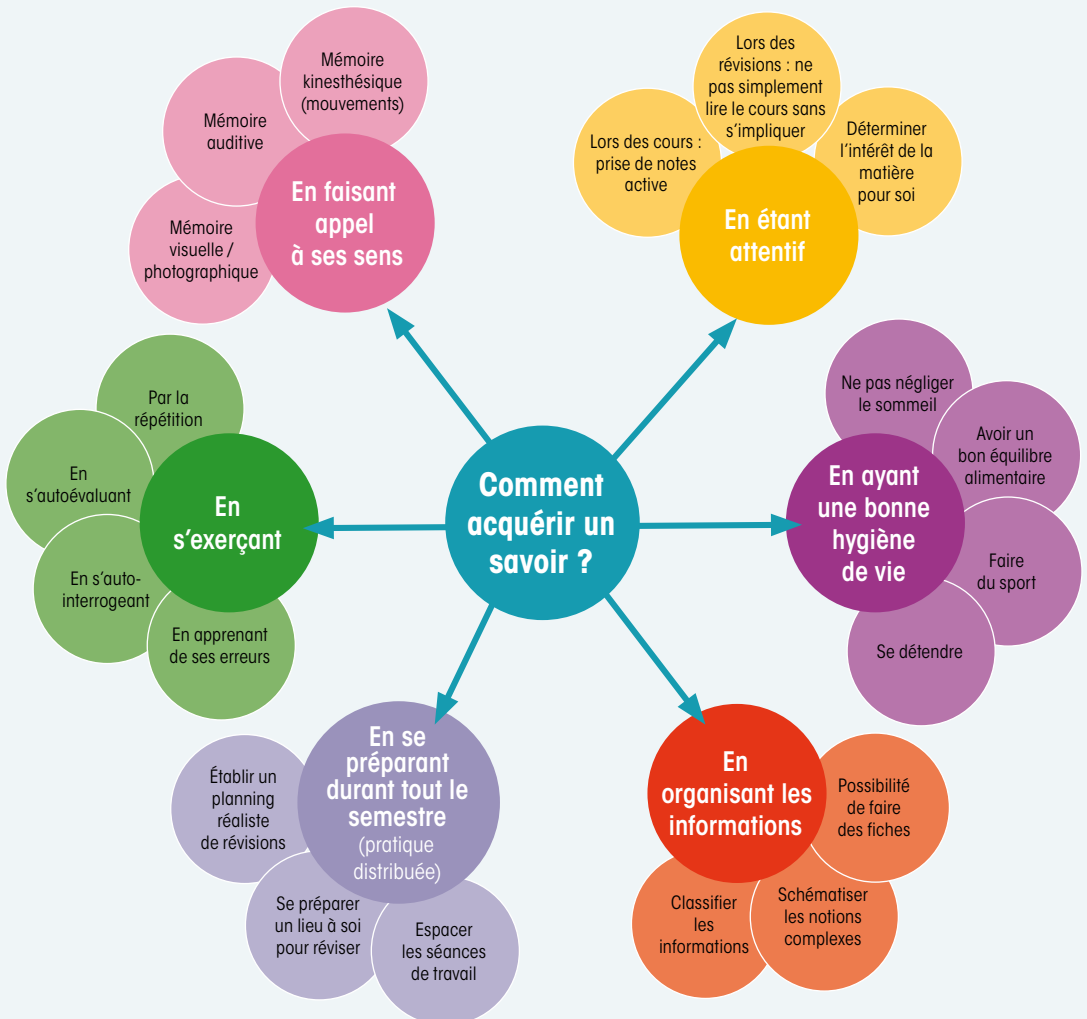 Comment
acquérir un
savoir ?
En faisant
appel
à ses sens
Mémoire
kinesthésique
(mouvements)
Mémoire
auditive
Mémoire
visuelle /
photographique
En étant
attentif
Lors des cours :
prise de notes
active
Lors des
révisions : ne
pas simplement
lire le cours sans
s'impliquer
Déterminer
l'intérêt de la
matière
pour soi
En ayant
une bonne
hygiène
de vie
Ne pas négliger
le sommeil
Avoir un
bon équilibre
alimentaire
Faire
du sport
Se détendre
En
organisant les
informations
Possibilité
de faire
des fiches
Schématiser
les notions
complexes
Classifier
les
informations
En se
préparant
durant tout le
semestre
(pratique
distribuée)
Établir un
planning
réaliste
de révisions
Se préparer
un lieu à soi
pour réviser
Espacer
les séances
de travail
En
s'exerçant
Par la
répétition
En
s'autoévaluant
En s'auto-
interrogeant
En apprenant
de ses erreurs